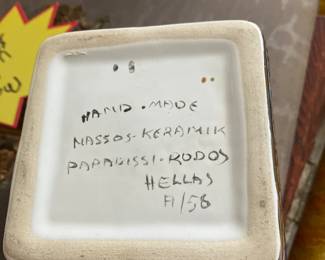 HAND·MADE
NASSOS-KERAMIK
PARADISSI-RODOS
HELLAS
A/58